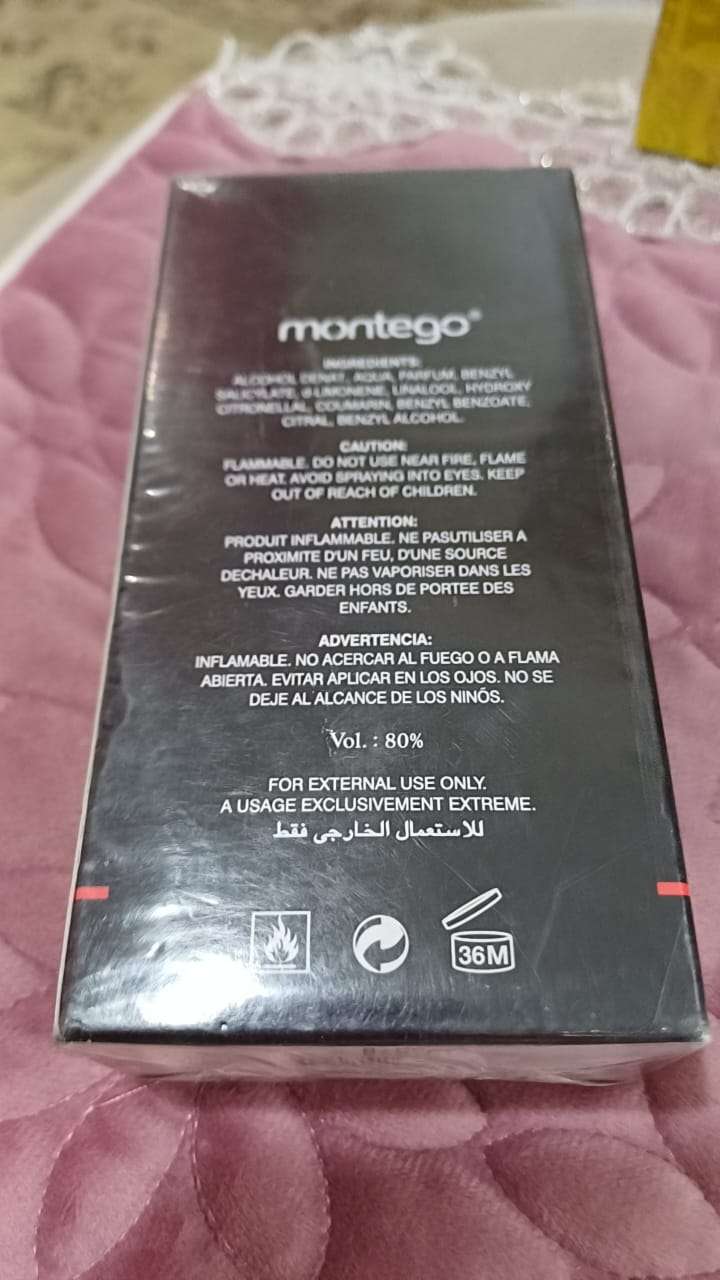 montego®
INGREDIENTS:
ALCOHOL DENAT, AQUA, PARFUM, BENZYL
SALICYLATE, d-LIMONENE, LINALOOL, HYDROXY
CITRONELLAL, COUMARIN, BENZYL BENZOATE,
CITRAL, BENZYL ALCOHOL.
CAUTION:
FLAMMABLE. DO NOT USE NEAR FIRE, FLAME
OR HEAT. AVOID SPRAYING INTO EYES. KEEP
OUT OF REACH OF CHILDREN.
ATTENTION:
PRODUIT INFLAMMABLE. NE PASUTILISER A
PROXIMITE D'UN FEU, D'UNE SOURCE
DECHALEUR. NE PAS VAPORISER DANS LES
YEUX. GARDER HORS DE PORTEE DES
ENFANTS.
ADVERTENCIA:
INFLAMABLE. NO ACERCAR AL FUEGO O A FLAMA
ABIERTA. EVITAR APLICAR EN LOS OJOS. NO SE
DEJE AL ALCANCE DE LOS NINÓS.
Vol. : 80%
FOR EXTERNAL USE ONLY.
A USAGE EXCLUSIVEMENT EXTREME.
للاستعمال الخارجى فقط
36M